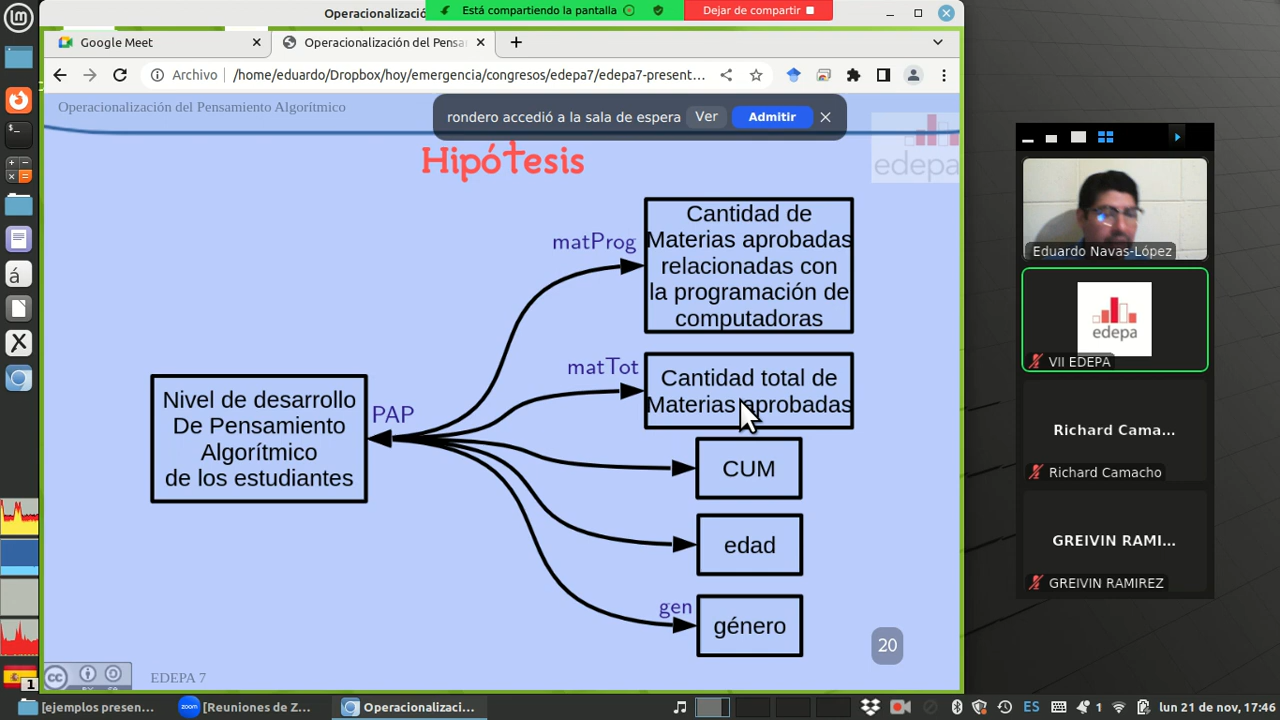 Operacionalizació
Está compartiendo la pantalla
Dejar de compartir
Google Meet
Operacionalización del Pensa
Archivo
/home/eduardo/Dropbox/hoy/emergencia/congresos/edepa7/edepa7-present...
Operacionalización del Pensamiento Algorítmico
rondero accedió a la sala de espera
Ver
Admitir
edepa
Hipótesis
matProg
Cantidad de
Materias aprobadas
relacionadas con
la programación de
computadoras
matTot
Cantidad total de
Materias aprobadas
Nivel de desarrollo
De Pensamiento
Algorítmico
de los estudiantes
PAP
CUM
edad
gen
género
20
EDEPA 7
cc
Eduardo Navas-López
edepa
VII EDEPA
Richard Cama...
Richard Camacho
GREIVIN RAMI...
GREIVIN RAMIREZ
á
X
1
[ejemplos presen...
zoom
[Reuniones de Z...
Operacionalizaci...
ES
1
lun 21 de nov, 17:46